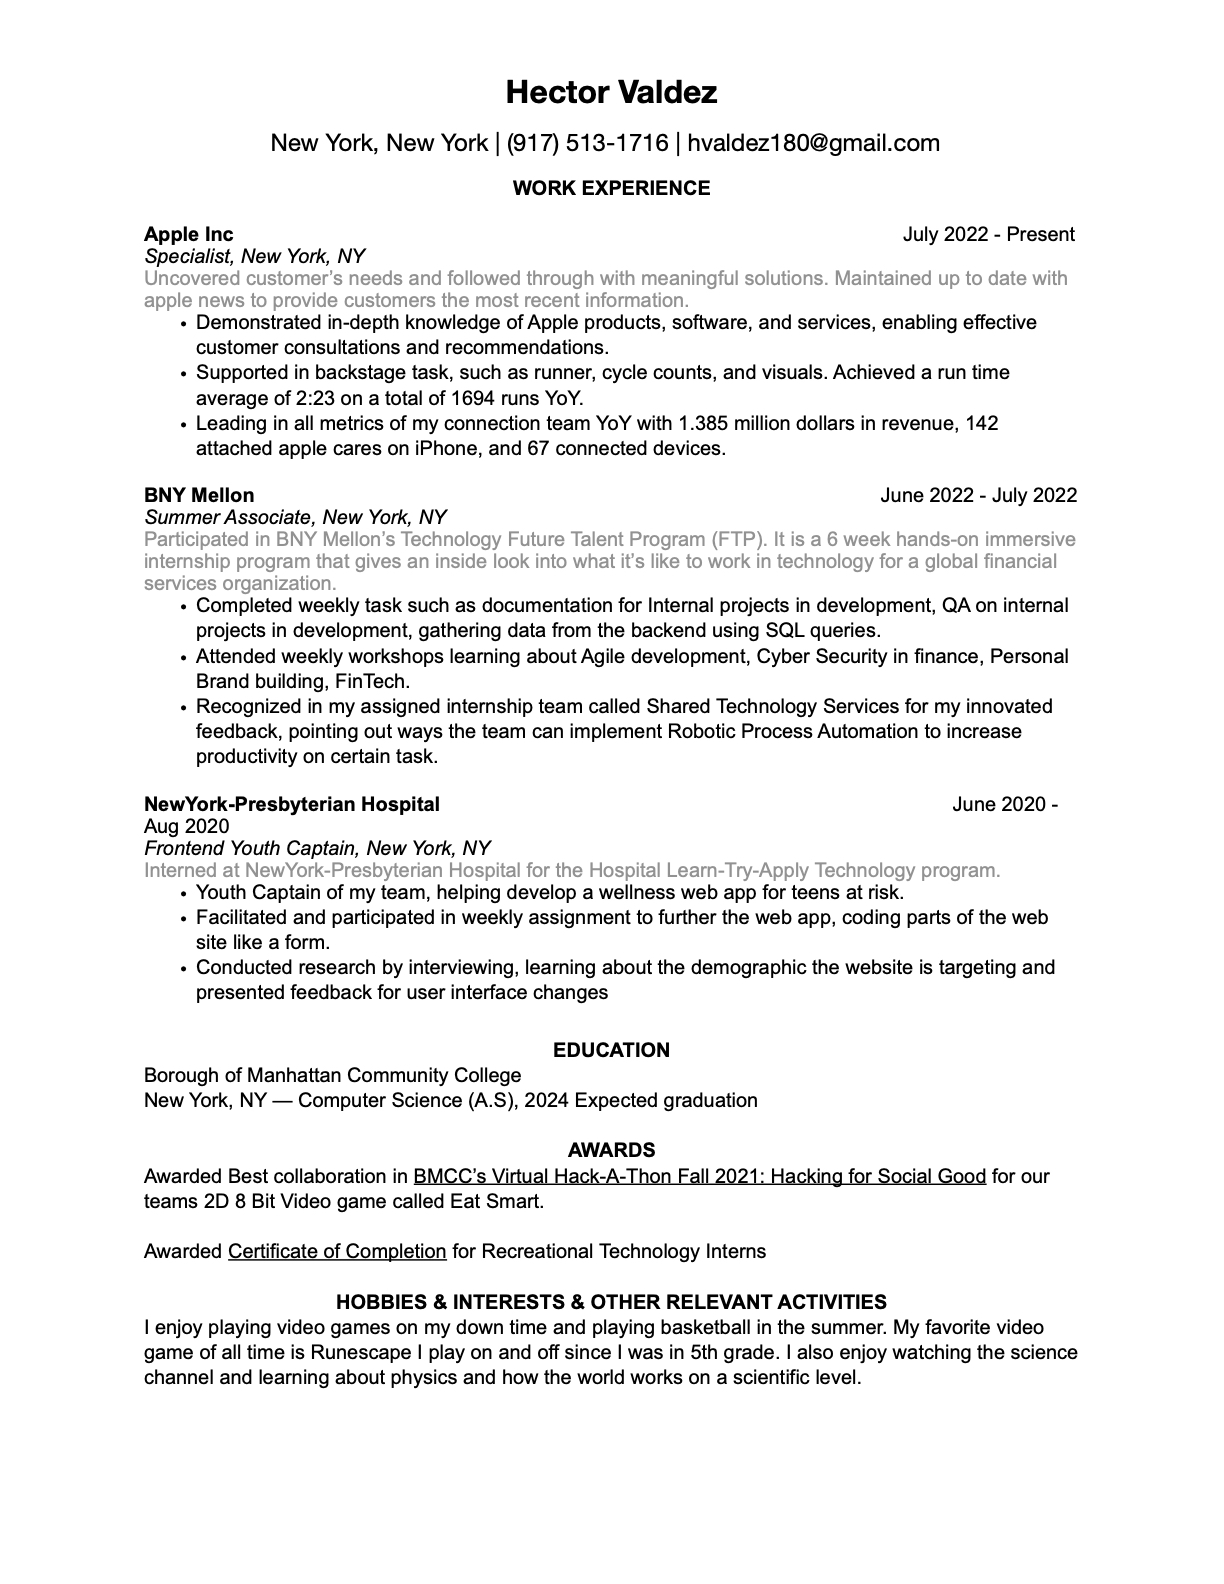 Hector Valdez
New York, New York | (917) 513-1716 | hvaldez180@gmail.com
WORK EXPERIENCE
Apple Inc July 2022 - Present
Specialist, New York, NY
Uncovered customer’s needs and followed through with meaningful solutions. Maintained up to date with
apple news to provide customers the most recent information.
• Demonstrated in-depth knowledge of Apple products, software, and services, enabling effective
customer consultations and recommendations.
• Supported in backstage task, such as runner, cycle counts, and visuals. Achieved a run time
average of 2:23 on a total of 1694 runs YoY.
• Leading in all metrics of my connection team YoY with 1.385 million dollars in revenue, 142
attached apple cares on iPhone, and 67 connected devices.
BNY Mellon June 2022 - July 2022
Summer Associate, New York, NY
Participated in BNY Mellon’s Technology Future Talent Program (FTP). It is a 6 week hands-on immersive
internship program that gives an inside look into what it’s like to work in technology for a global financial
services organization.
• Completed weekly task such as documentation for Internal projects in development, QA on internal
projects in development, gathering data from the backend using SQL queries.
• Attended weekly workshops learning about Agile development, Cyber Security in finance, Personal
Brand building, FinTech.
• Recognized in my assigned internship team called Shared Technology Services for my innovated
feedback, pointing out ways the team can implement Robotic Process Automation to increase
productivity on certain task.
NewYork-Presbyterian Hospital June 2020 -
Aug 2020
Frontend Youth Captain, New York, NY
Interned at NewYork-Presbyterian Hospital for the Hospital Learn-Try-Apply Technology program.
• Youth Captain of my team, helping develop a wellness web app for teens at risk.
• Facilitated and participated in weekly assignment to further the web app, coding parts of the web
site like a form.
• Conducted research by interviewing, learning about the demographic the website is targeting and
presented feedback for user interface changes
EDUCATION
Borough of Manhattan Community College
New York, NY — Computer Science (A.S), 2024 Expected graduation
AWARDS
Awarded Best collaboration in BMCC’s Virtual Hack-A-Thon Fall 2021: Hacking for Social Good for our
teams 2D 8 Bit Video game called Eat Smart.
Awarded Certificate of Completion for Recreational Technology Interns
HOBBIES & INTERESTS & OTHER RELEVANT ACTIVITIES
I enjoy playing video games on my down time and playing basketball in the summer. My favorite video
game of all time is Runescape I play on and off since I was in 5th grade. I also enjoy watching the science
channel and learning about physics and how the world works on a scientific level.